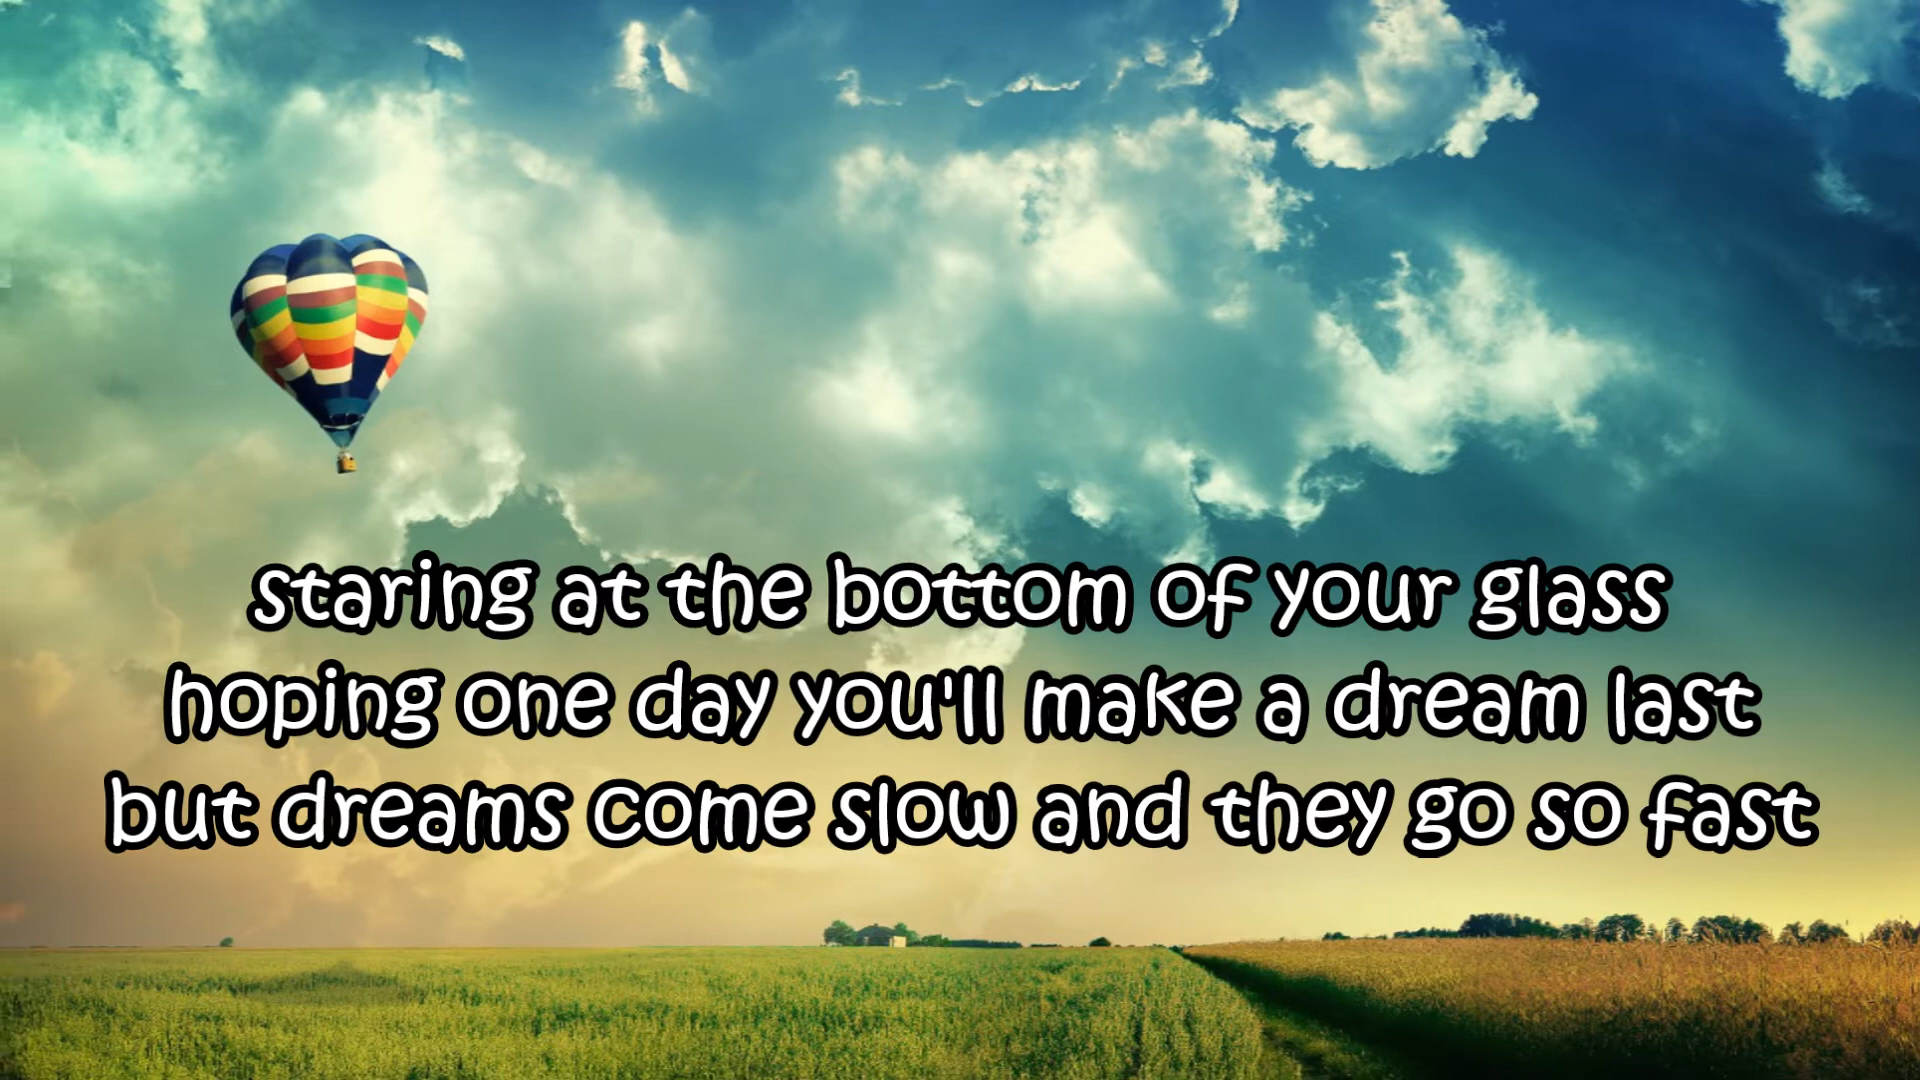 staring at the bottom of your glass
hoping one day you'll make a dream last
but dreams come slow and they go so fast